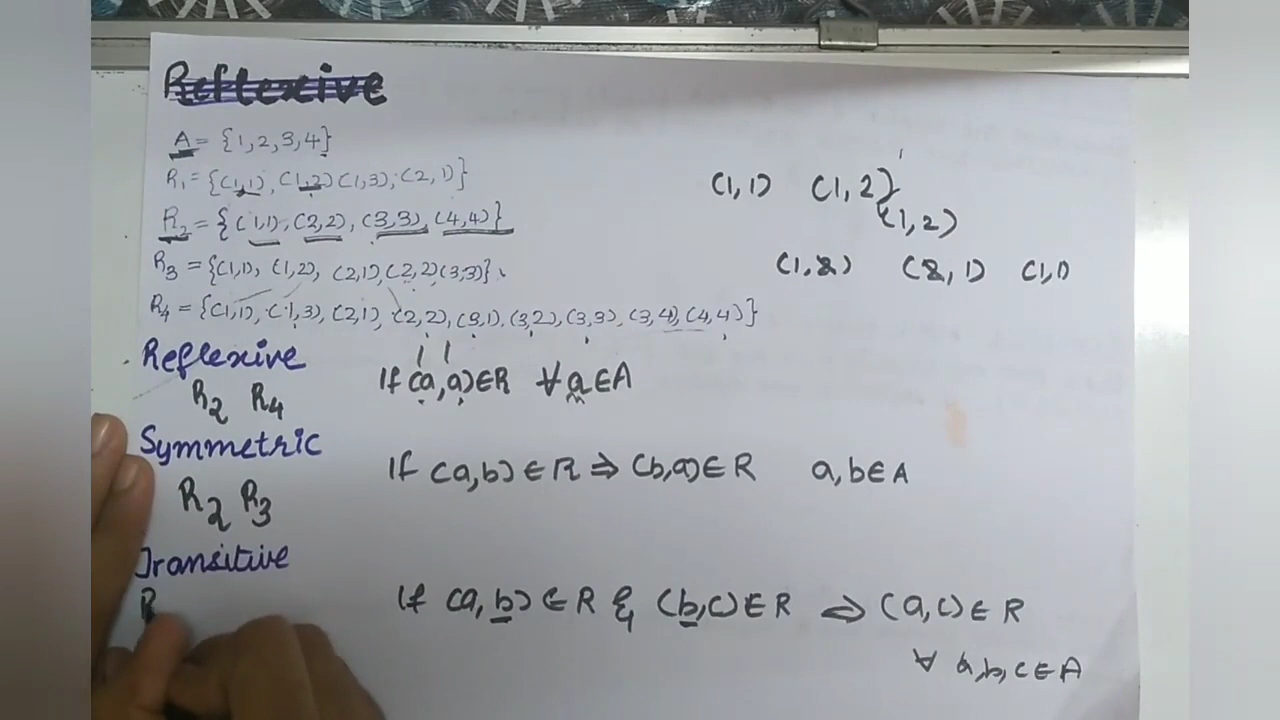 Reflexive
A = {1,2,3,4}
R1 = {(1,1), (1,2) (1,3), (2,1)}
R2 = {(1,1), (2,2), (3,3), (4,4)}
R3 = {(1,1), (1,2), (2,1), (2,2) (3,3)}
R4 = {(1,1), (1,3), (2,1), (2,2), (3,1), (3,2), (3,3), (3,4), (4,4)}
(1,1) (1,2)
(1,2)
(1,2) (2,1) (1,1)
Reflexive
If (a,a) ∈ R ∀ a ∈ A
R2 R4
Symmetric
If (a,b) ∈ R ⇒ (b,a) ∈ R a,b ∈ A
R2 R3
Transitive
If (a,b) ∈ R & (b,c) ∈ R ⇒ (a,c) ∈ R
R
∀ a,b,c ∈ A